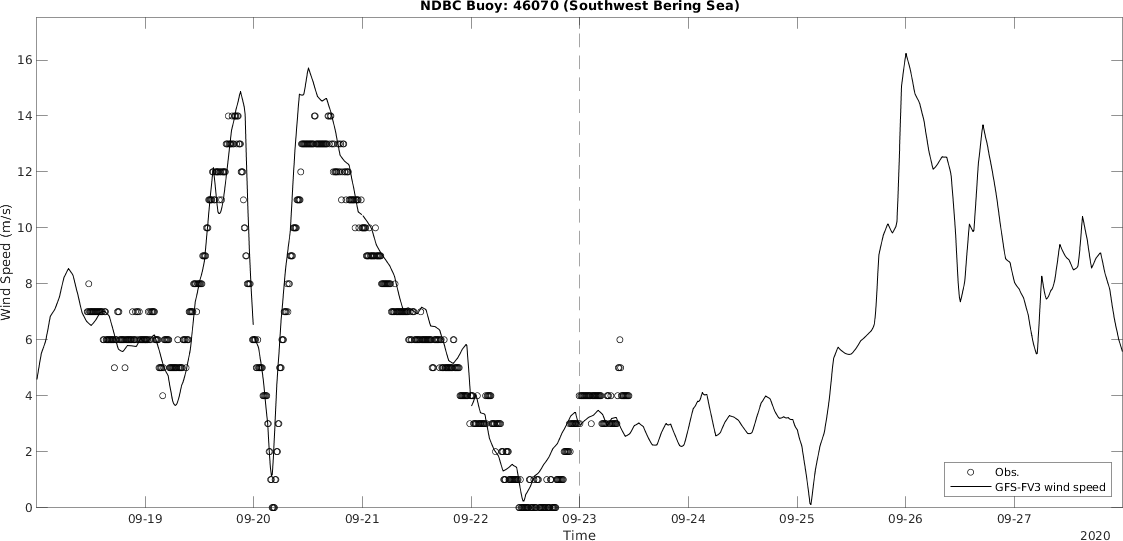 NDBC Buoy: 46070 (Southwest Bering Sea)
Wind Speed (m/s)
16
14
12
10
8
6
4
2
0
09-19 09-20 09-21 09-22 09-23 09-24 09-25 09-26 09-27
Time
2020
Obs.
GFS-FV3 wind speed